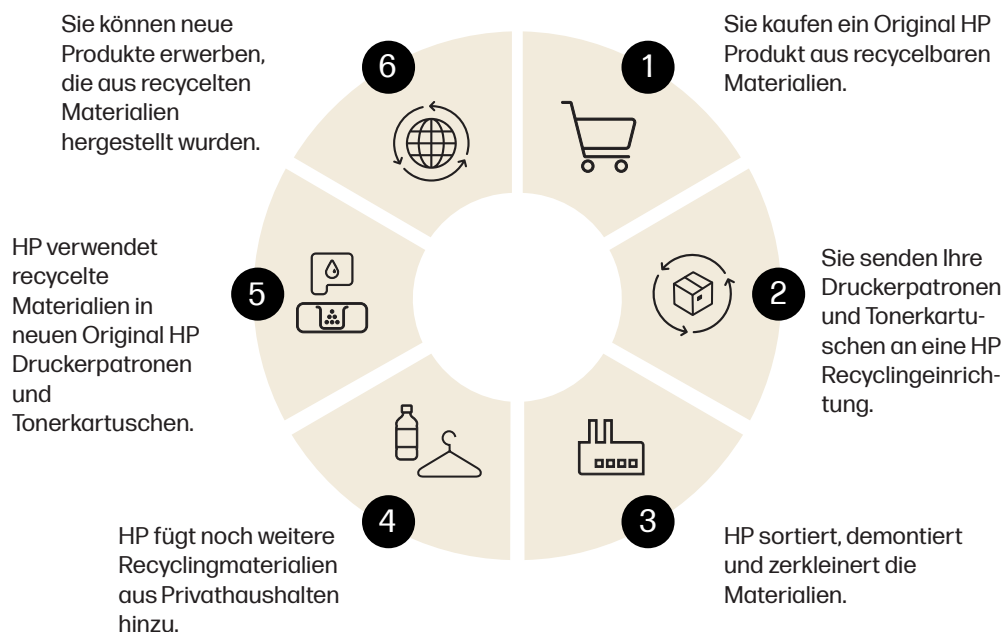 1
Sie kaufen ein Original HP
Produkt aus recycelbaren
Materialien.
2
Sie senden Ihre
Druckerpatronen
und Tonerkartu-
schen an eine HP
Recyclingeinrich-
tung.
3
HP sortiert, demontiert
und zerkleinert die
Materialien.
4
HP fügt noch weitere
Recyclingmaterialien
aus Privathaushalten
hinzu.
5
HP verwendet
recycelte
Materialien in
neuen Original HP
Druckerpatronen
und
Tonerkartuschen.
6
Sie können neue
Produkte erwerben,
die aus recycelten
Materialien
hergestellt wurden.